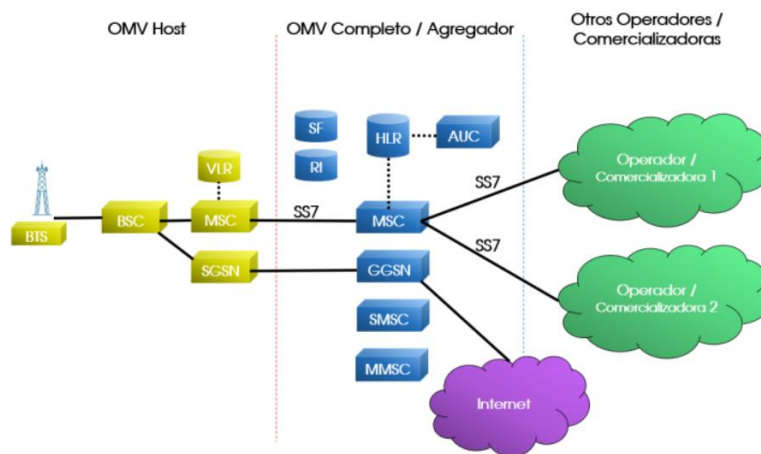 OMV Host
OMV Completo / Agregador
Otros Operadores /
Comercializadoras
SF
HLR
AUC
VLR
RI
Operador /
Comercializadora 1
SS7
BTS
BSC
MSC
SS7
MSC
SS7
SGSN
GGSN
Operador /
Comercializadora 2
SMSC
MMSC
Internet